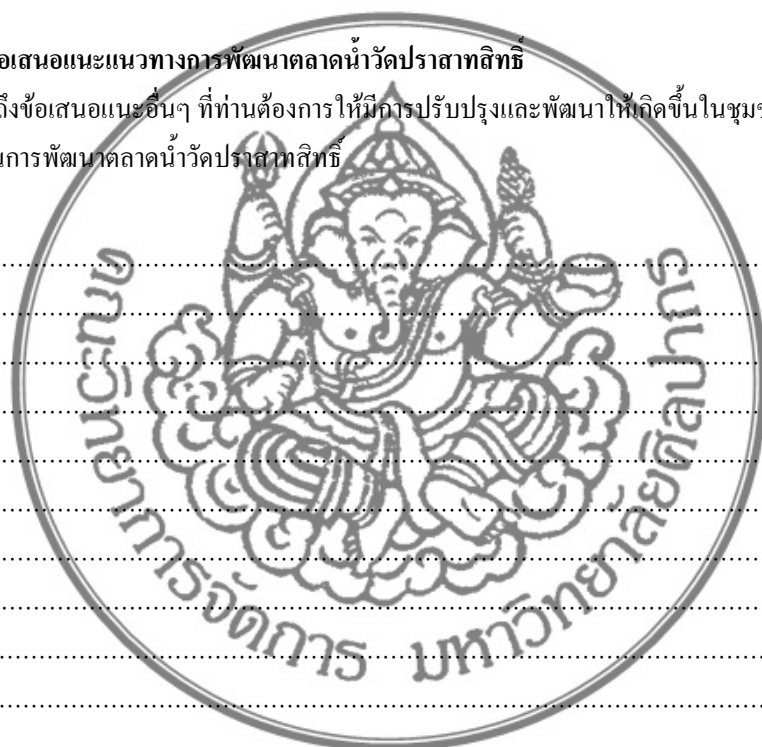 อเสนอแนะแนวทางการพัฒนาตลาดน้ำวัดปราสาทสิทธิ์
ถึงข้อเสนอแนะอื่นๆ ที่ท่านต้องการให้มีการปรับปรุงและพัฒนาให้เกิดขึ้นในชุมช
นการพัฒนาตลาดน้ำวัดปราสาทสิทธิ์
คณะวิทยาการจัดการ มหาวิทยาลัยศิลปากร